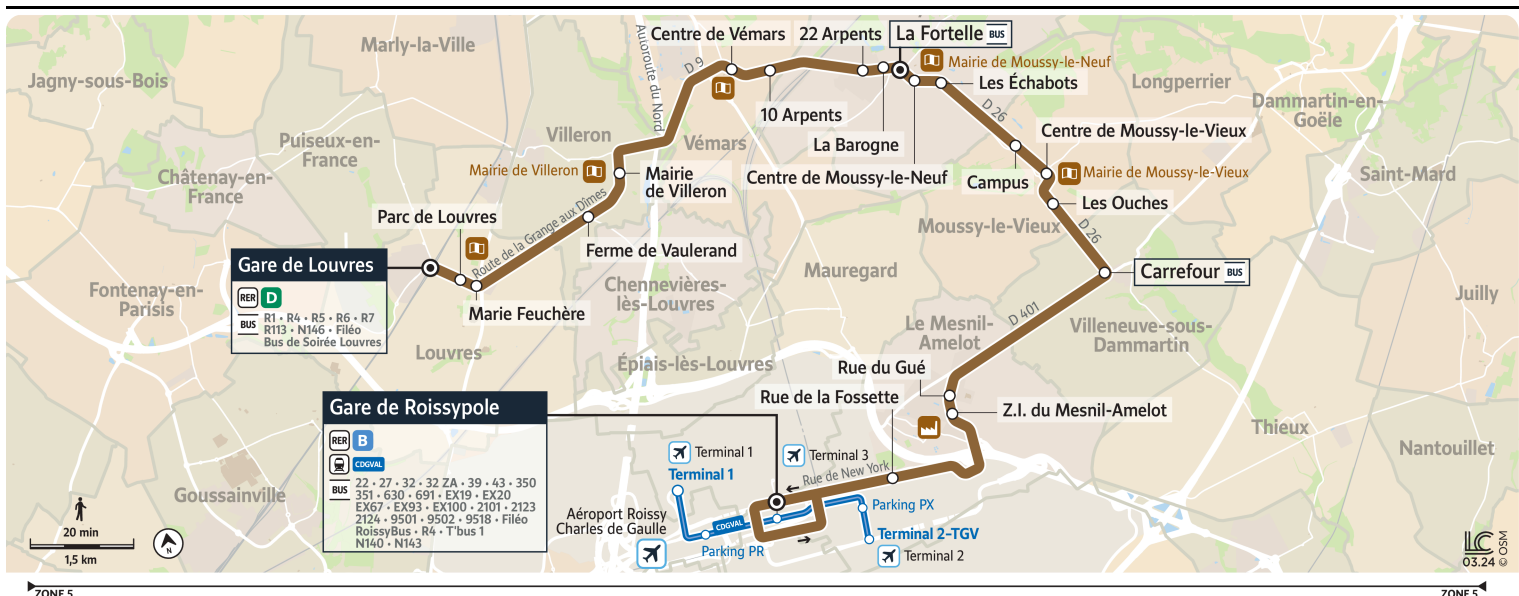 Centre de Vémars
22 Arpents
La Fortelle BUS
Marly-la-Ville
Autoroute du Nord
D 9
Mairie de Moussy-le-Neuf
Jagny-sous-Bois
Les Échabots
Longperrier
Dammartin-en-
Goële
10 Arpents
D 26
Puiseux-en-
France
Villeron
Vémars
Centre de Moussy-le-Vieux
La Barogne
Mairie de Villeron
Mairie
de Villeron
Centre de Moussy-le-Neuf
Campus
Mairie de Moussy-le-Vieux
Saint-Mard
Châtenay-en-
France
Les Ouches
Parc de Louvres
Route de la Grange aux Dîmes
Moussy-le-Vieux
D 26
Ferme de Vaulerand
Gare de Louvres
RER D
BUS
R1 • R4 • R5 • R6 • R7
R113 • N146 • Filéo
Bus de Soirée Louvres
Mauregard
Carrefour BUS
Fontenay-en-
Parisis
Chennevières-
lès-Louvres
Juilly
Marie Feuchère
D 401
Le Mesnil-
Amelot
Villeneuve-sous-
Dammartin
Louvres
Épiais-lès-Louvres
Rue du Gué
Rue de la Fossette
Z.I. du Mesnil-Amelot
Gare de Roissypole
RER B
CDGVAL
BUS
22 • 27 • 32 • 32 ZA • 39 • 43 • 350
351 • 630 • 691 • EX19 • EX20
EX67 • EX93 • EX100 • 2101 • 2123
2124 • 9501 • 9502 • 9518 • Filéo
RoissyBus • R4 • T'bus 1
N140 • N143
Thieux
Nantouillet
Goussainville
Terminal 1
Terminal 1
Terminal 3
Rue de New York
Aéroport Roissy
Charles de Gaulle
CDGVAL
Parking PX
Parking PR
Terminal 2-TGV
Terminal 2
20 min
1,5 km
N
LC
03.24
© OSM
ZONE 5
ZONE 5